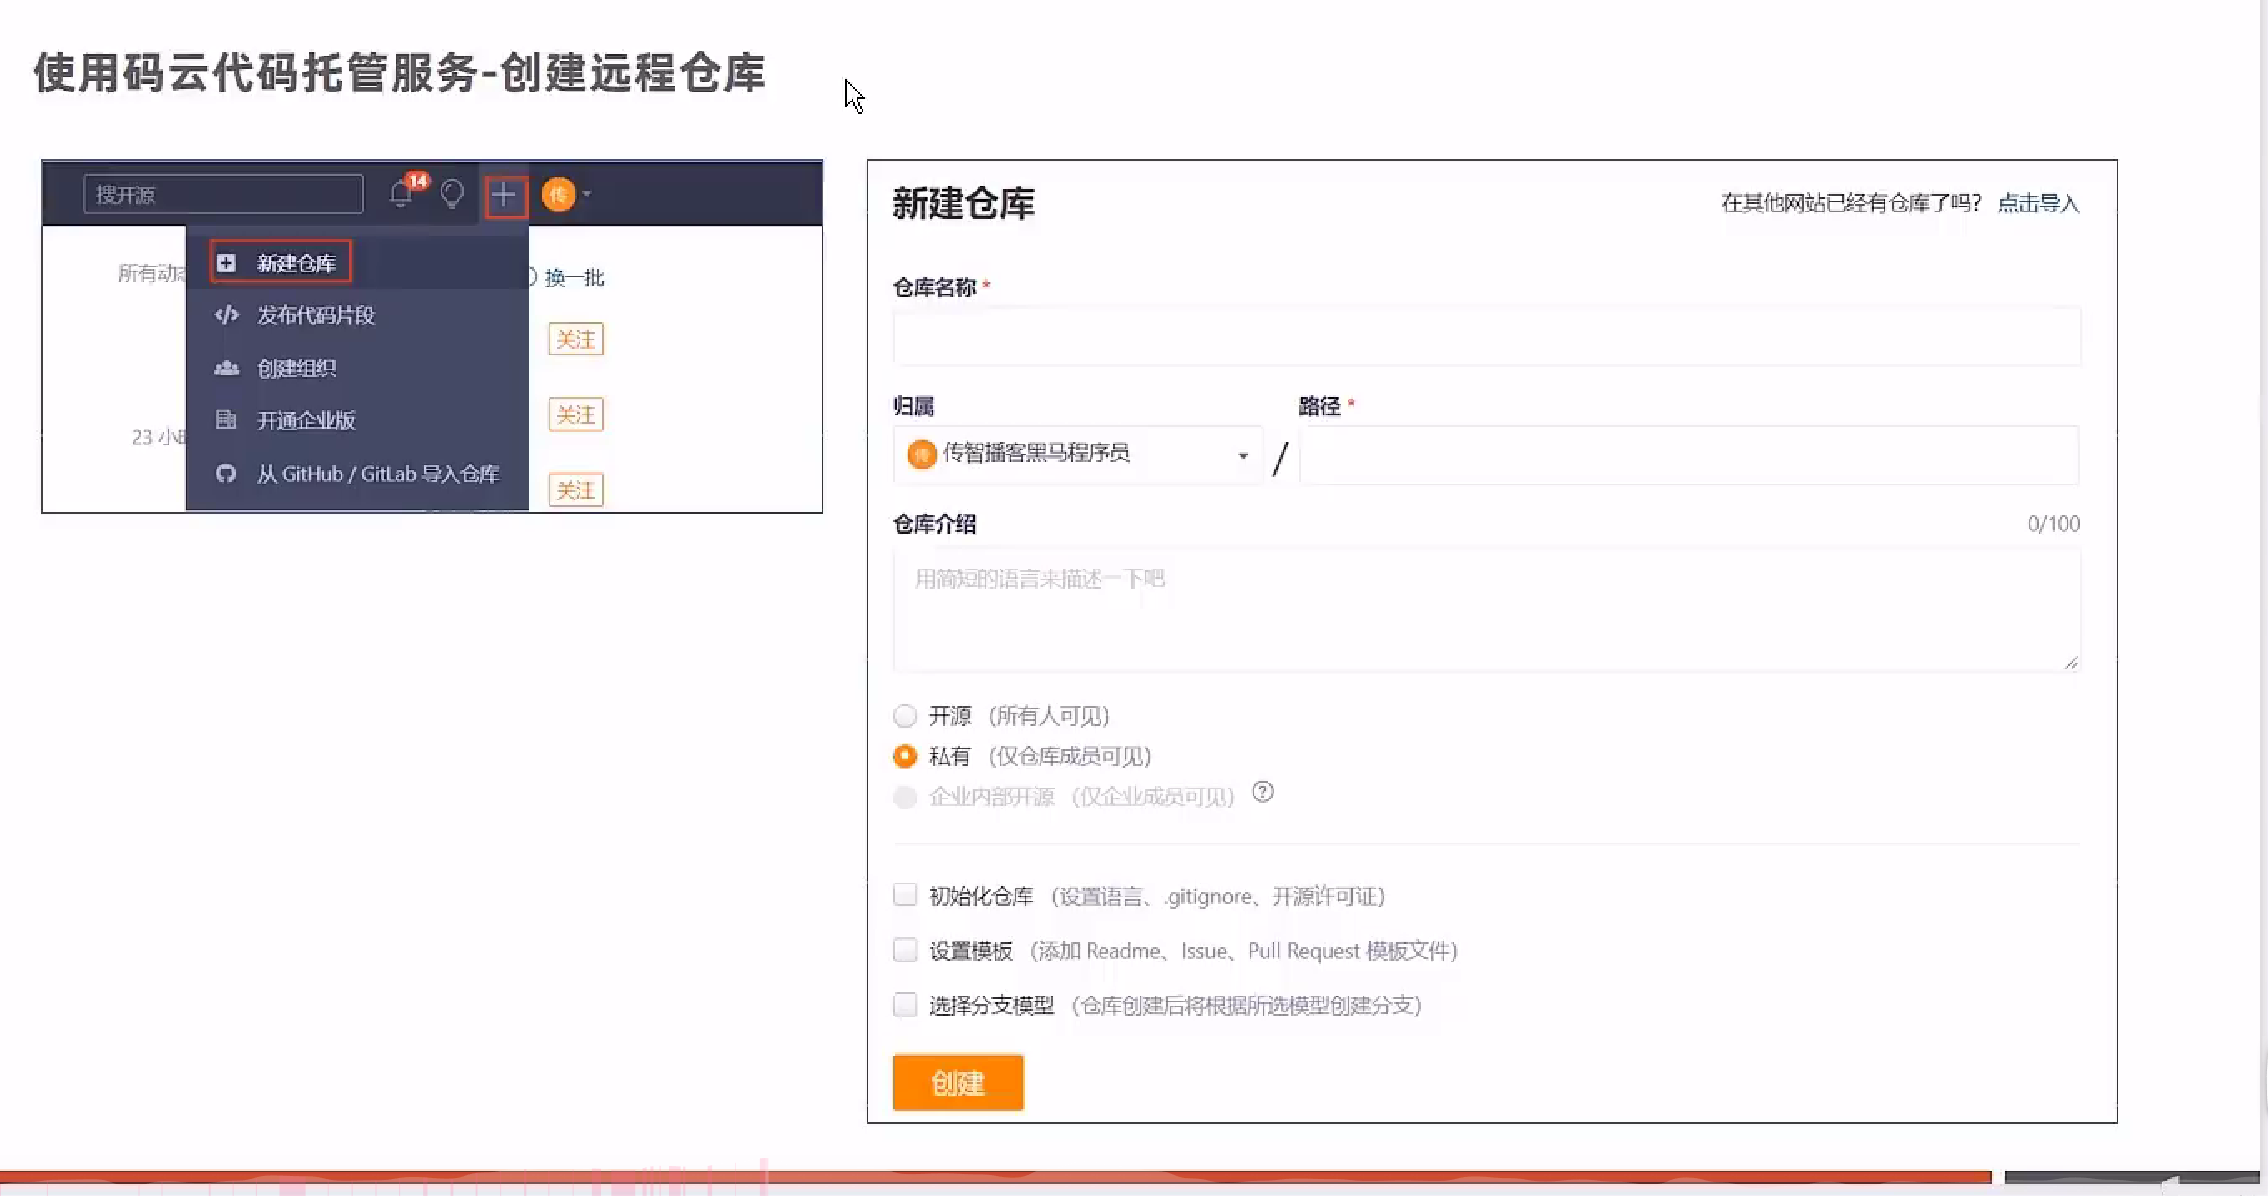 使用码云代码托管服务-创建远程仓库
搜开源
14
传
新建仓库
所有动态
换一批
发布代码片段
关注
创建组织
关注
开通企业版
23 小时
从 GitHub / GitLab 导入仓库
关注
新建仓库
在其他网站已经有仓库了吗? 点击导入
仓库名称 *
归属
路径 *
传 传智播客黑马程序员
/
仓库介绍
0/100
用简短的语言来描述一下吧
开源 (所有人可见)
私有 (仅仓库成员可见)
企业内部开源 (仅企业成员可见) ?
初始化仓库 (设置语言、.gitignore、开源许可证)
设置模板 (添加 Readme、Issue、Pull Request 模板文件)
选择分支模型 (仓库创建后将根据所选模型创建分支)
创建